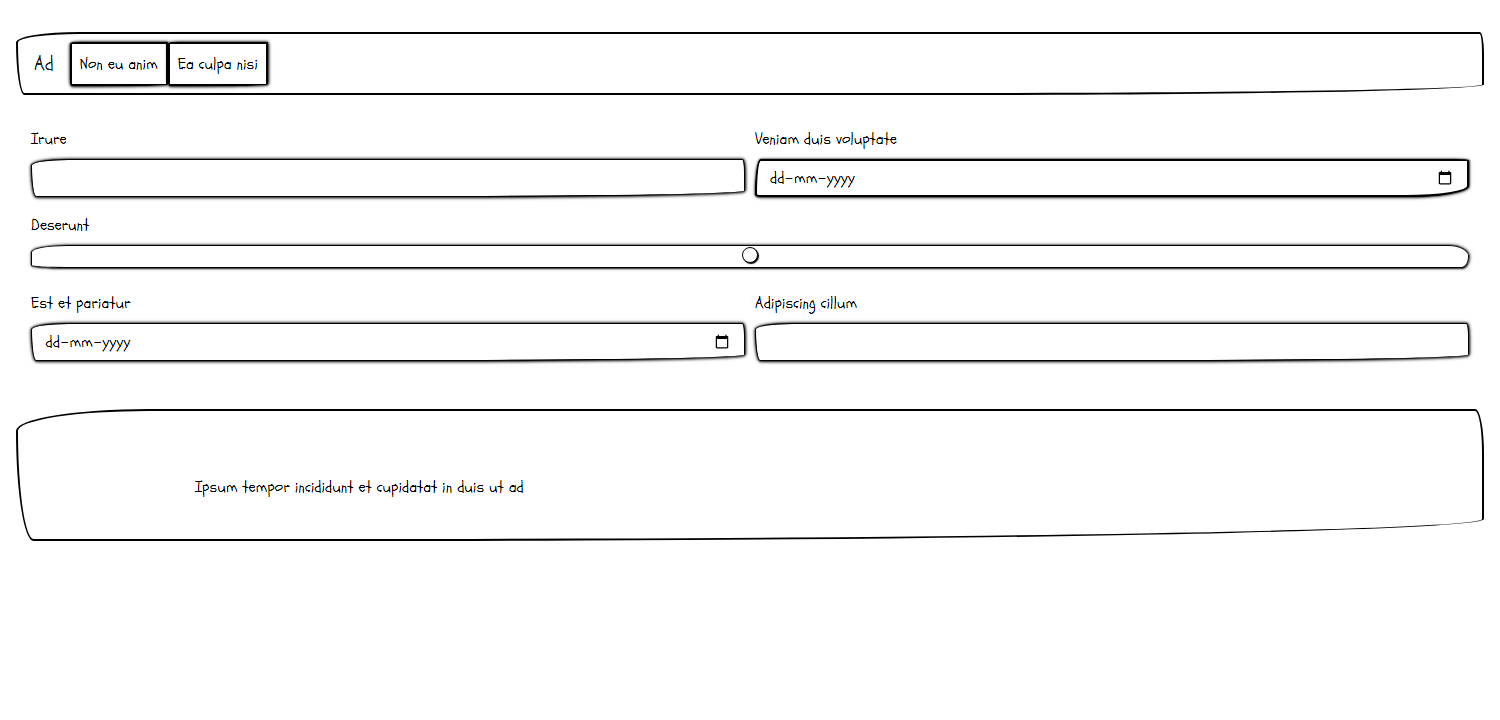 Ad Non eu anim Ea culpa nisi
Irure
Veniam duis voluptate
dd-mm-yyyy
Deserunt
Est et pariatur
Adipiscing cillum
dd-mm-yyyy
Ipsum tempor incididunt et cupidatat in duis ut ad